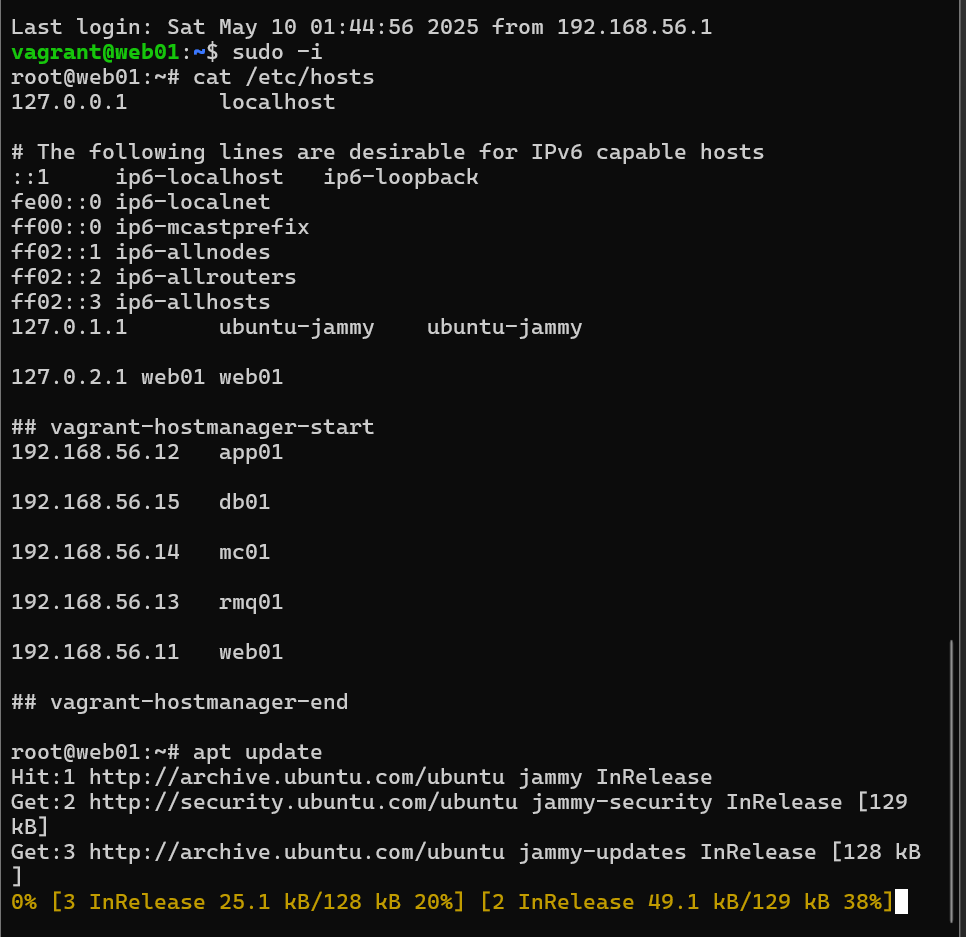 Last login: Sat May 10 01:44:56 2025 from 192.168.56.1
vagrant@web01:~$ sudo -i
root@web01:~# cat /etc/hosts
127.0.0.1       localhost
# The following lines are desirable for IPv6 capable hosts
::1     ip6-localhost   ip6-loopback
fe00::0 ip6-localnet
ff00::0 ip6-mcastprefix
ff02::1 ip6-allnodes
ff02::2 ip6-allrouters
ff02::3 ip6-allhosts
127.0.1.1       ubuntu-jammy    ubuntu-jammy
127.0.2.1 web01 web01
## vagrant-hostmanager-start
192.168.56.12   app01
192.168.56.15   db01
192.168.56.14   mc01
192.168.56.13   rmq01
192.168.56.11   web01
## vagrant-hostmanager-end
root@web01:~# apt update
Hit:1 http://archive.ubuntu.com/ubuntu jammy InRelease
Get:2 http://security.ubuntu.com/ubuntu jammy-security InRelease [129
kB]
Get:3 http://archive.ubuntu.com/ubuntu jammy-updates InRelease [128 kB
]
0% [3 InRelease 25.1 kB/128 kB 20%] [2 InRelease 49.1 kB/129 kB 38%]